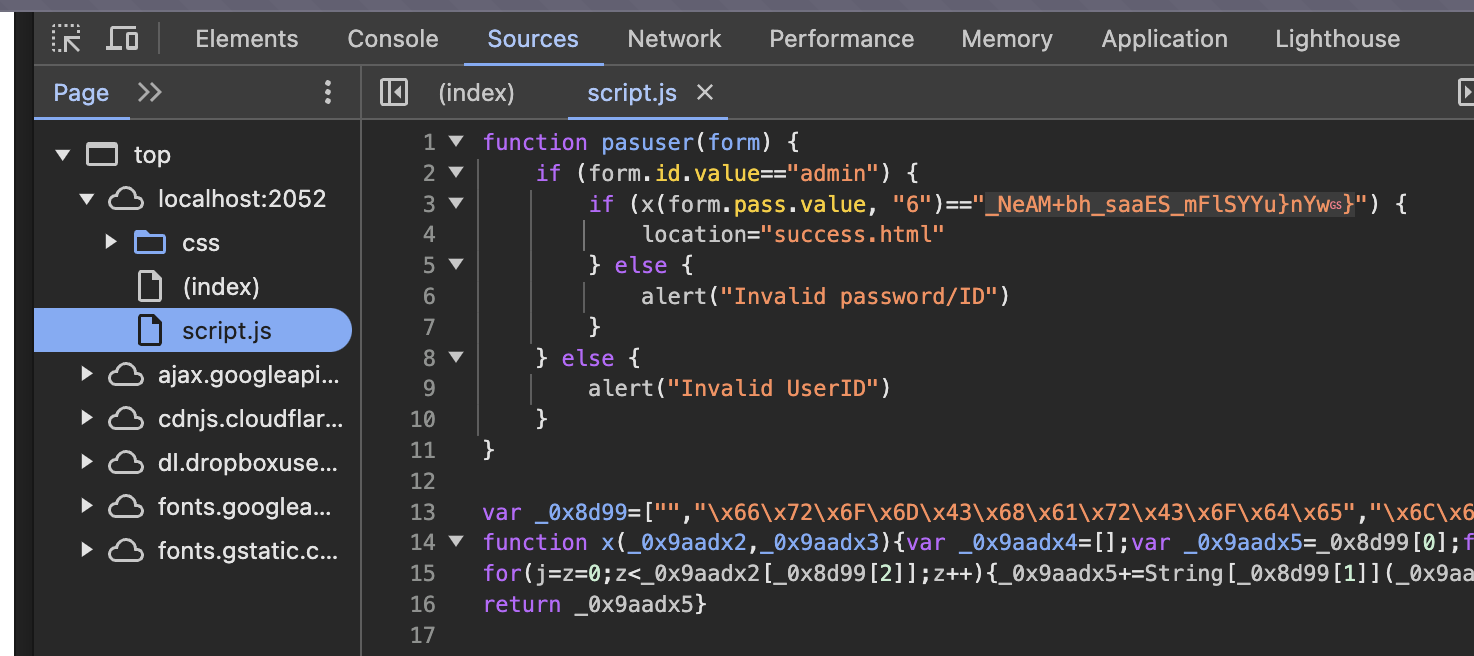 Elements Console Sources Network Performance Memory Application Lighthouse
Page (index) script.js
top
localhost:2052
css
(index)
script.js
ajax.googleapi...
cdnjs.cloudflar...
dl.dropboxuse...
fonts.googlea...
fonts.gstatic.c...
1 function pasuser(form) {
2 if (form.id.value=="admin") {
3 if (x(form.pass.value, "6")=="_NeAM+bh_saaES_mFlSYYu}nYwGS}") {
4 location="success.html"
5 } else {
6 alert("Invalid password/ID")
7 }
8 } else {
9 alert("Invalid UserID")
10 }
11 }
12
13 var _0x8d99=["","\x66\x72\x6F\x6D\x43\x68\x61\x72\x43\x6F\x64\x65","\x6C\x6
14 function x(_0x9aadx2,_0x9aadx3){var _0x9aadx4=[];var _0x9aadx5=_0x8d99[0];f
15 for(j=z=0;z<_0x9aadx2[_0x8d99[2]];z++){_0x9aadx5+=String[_0x8d99[1]](_0x9aa
16 return _0x9aadx5}
17